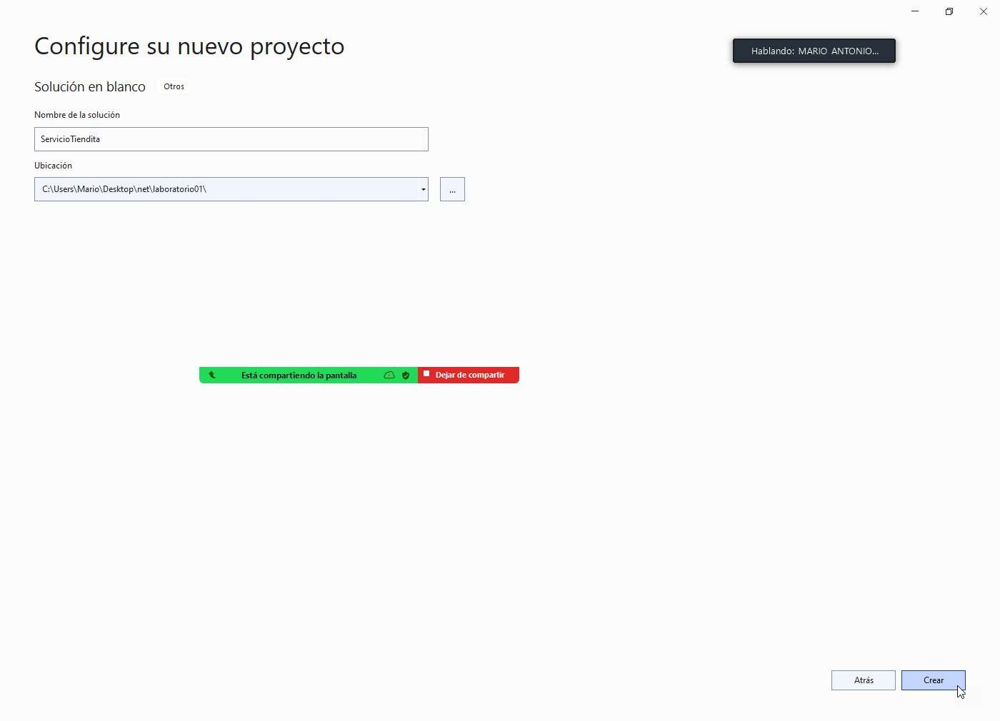 Configure su nuevo proyecto
Hablando: MARIO ANTONIO...
Solución en blanco Otros
Nombre de la solución
ServicioTiendita
Ubicación
C:\Users\Mario\Desktop\net\laboratorio01\
...
Está compartiendo la pantalla Dejar de compartir
Atrás Crear